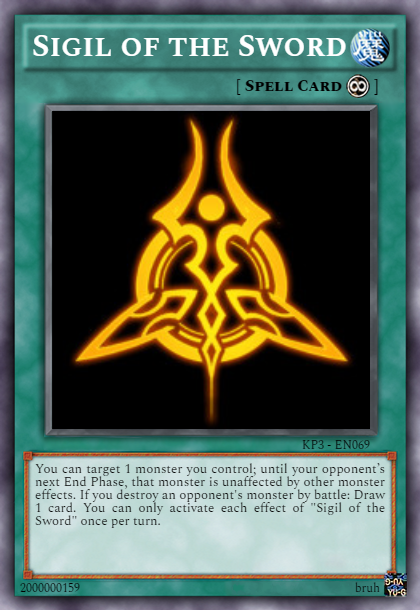 SIGIL OF THE SWORD 魔
[ SPELL CARD ]
KP3 - EN069
You can target 1 monster you control; until your opponent's
next End Phase, that monster is unaffected by other monster
effects. If you destroy an opponent's monster by battle: Draw
1 card. You can only activate each effect of "Sigil of the
Sword" once per turn.
2000000159
bruh